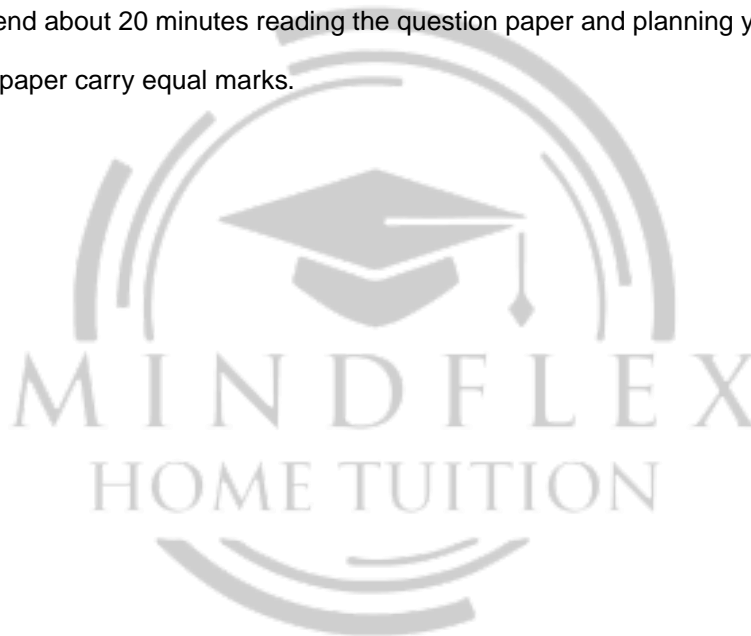 end about 20 minutes reading the question paper and planning y
paper carry equal marks.
MINDFLEX
HOME TUITION